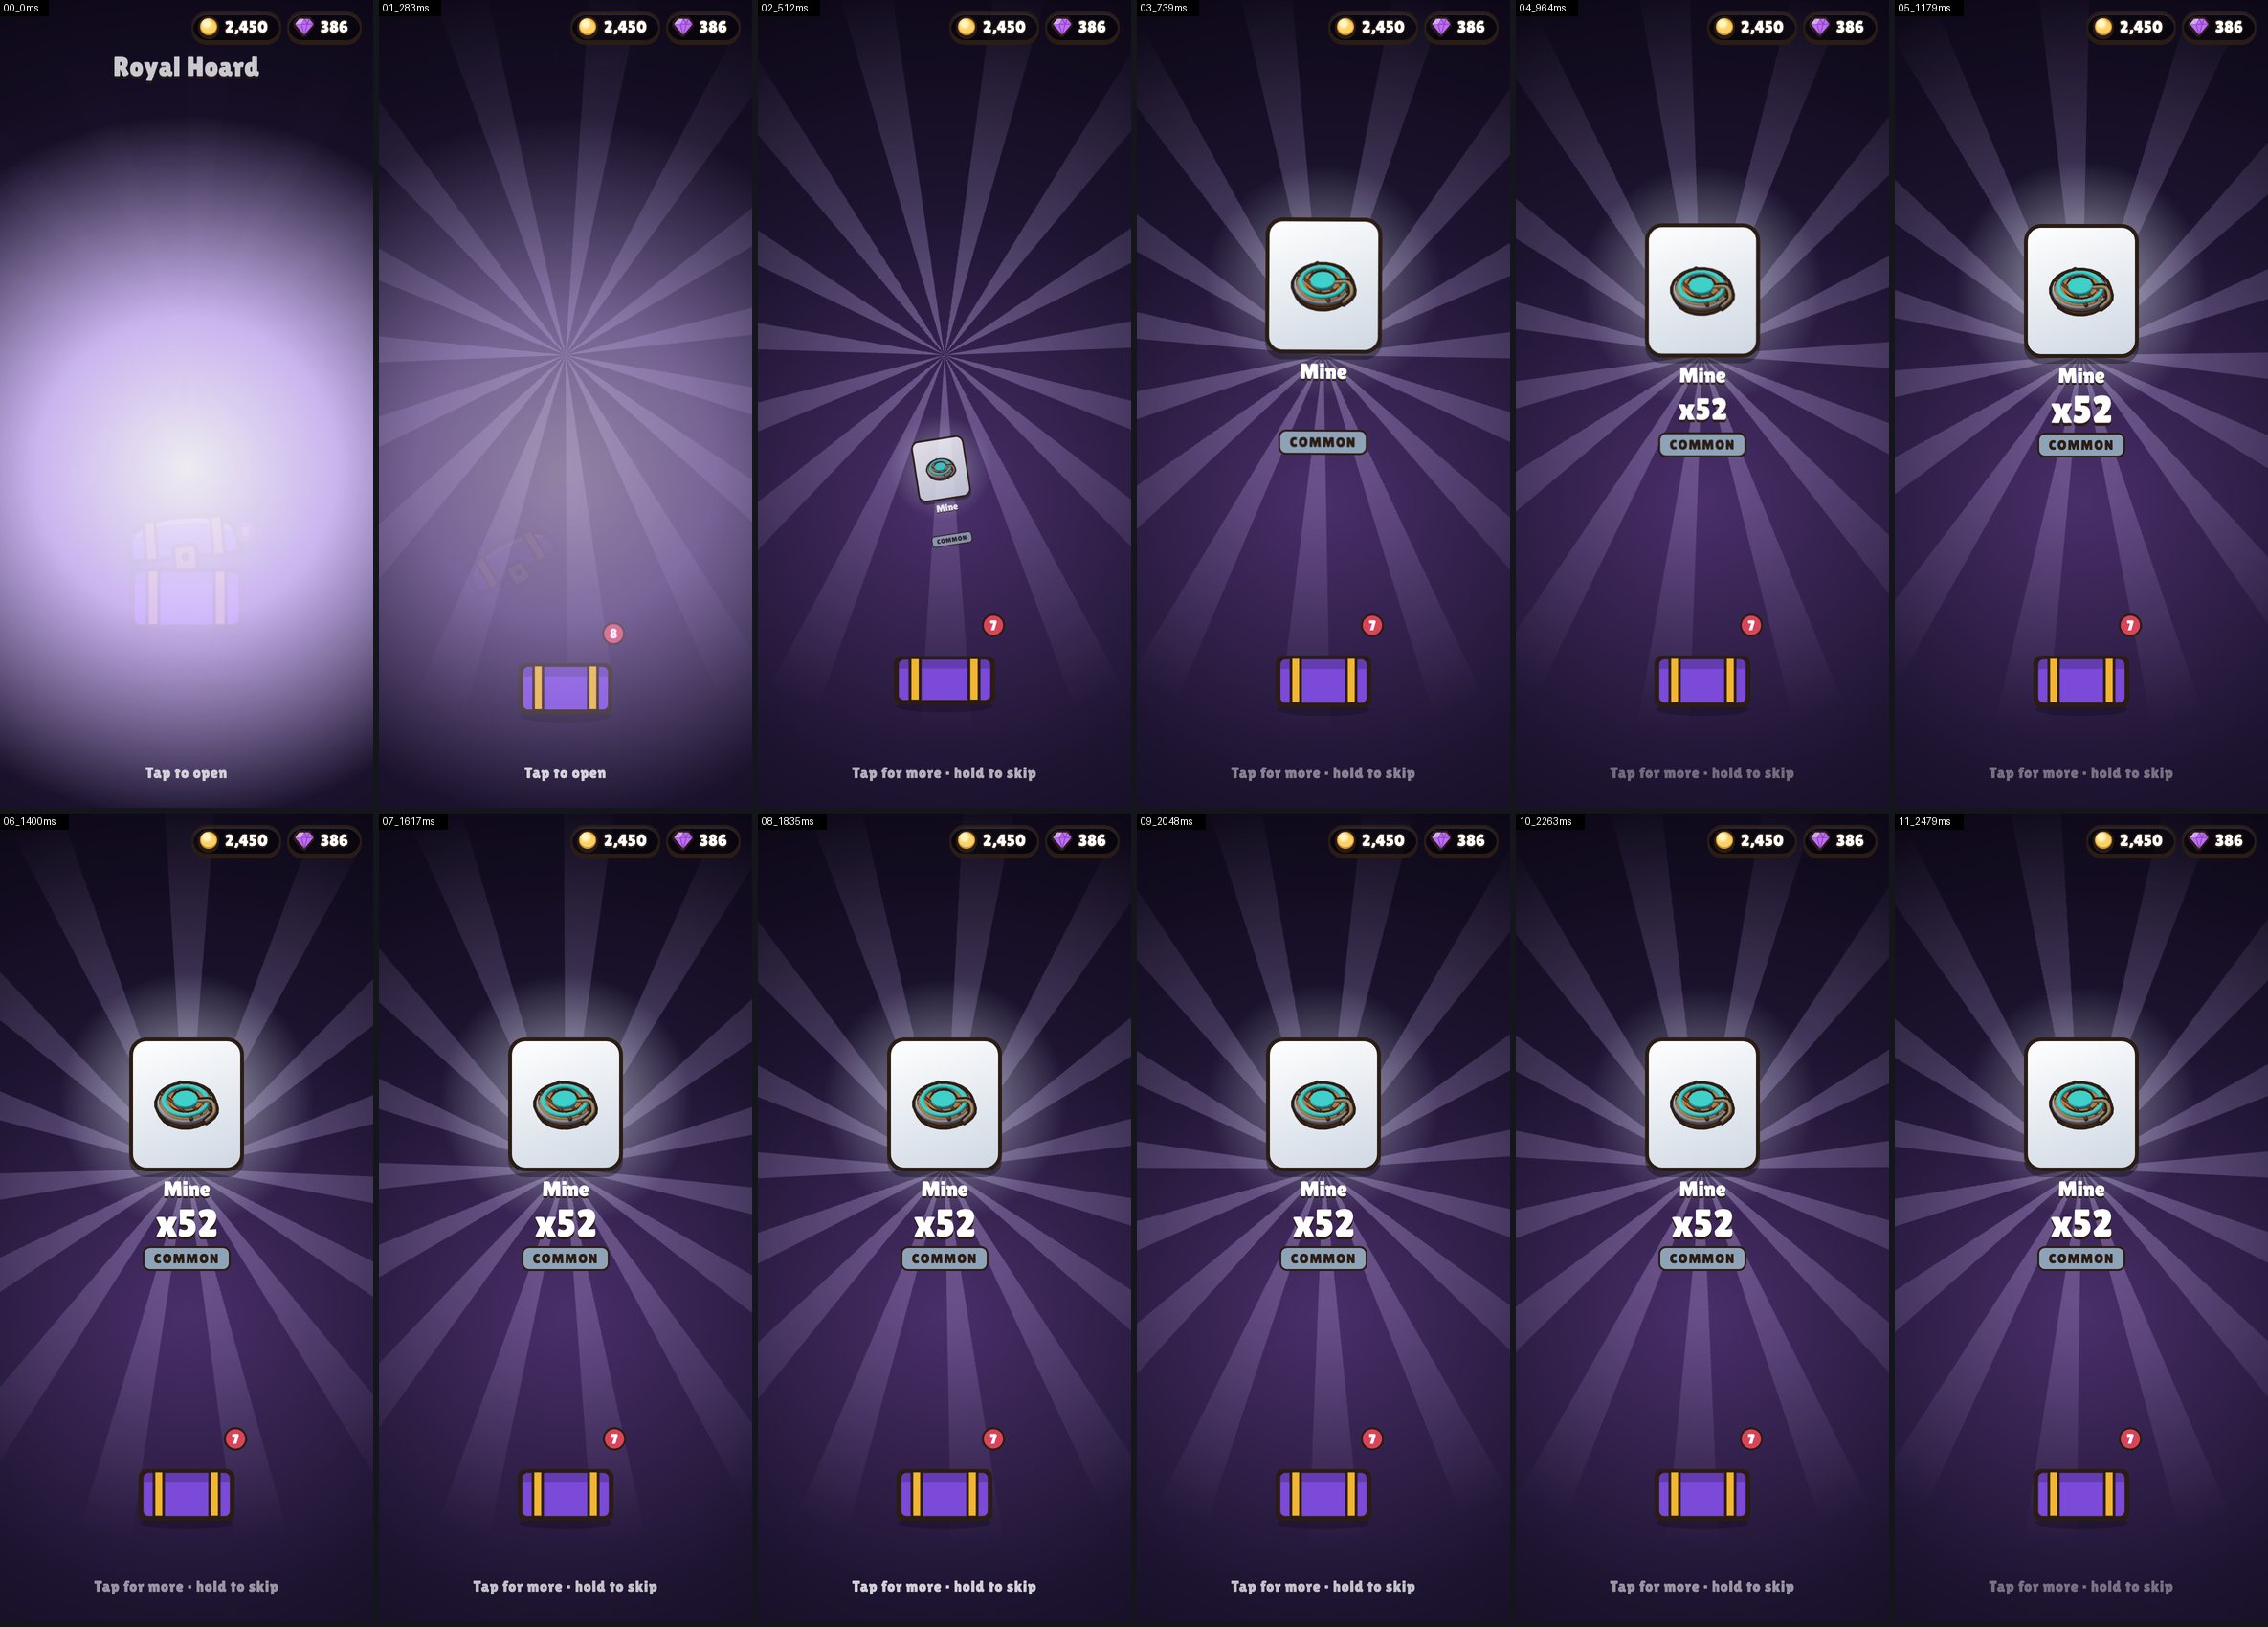 00_0ms
2,450 386
Royal Hoard
Tap to open
01_283ms
2,450 386
8
Tap to open
02_512ms
2,450 386
Mine
COMMON
7
Tap for more • hold to skip
03_739ms
2,450 386
Mine
COMMON
7
Tap for more • hold to skip
04_964ms
2,450 386
Mine
x52
COMMON
7
Tap for more • hold to skip
05_1179ms
2,450 386
Mine
x52
COMMON
7
Tap for more • hold to skip
06_1400ms
2,450 386
Mine
x52
COMMON
7
Tap for more • hold to skip
07_1617ms
2,450 386
Mine
x52
COMMON
7
Tap for more • hold to skip
08_1835ms
2,450 386
Mine
x52
COMMON
7
Tap for more • hold to skip
09_2048ms
2,450 386
Mine
x52
COMMON
7
Tap for more • hold to skip
10_2263ms
2,450 386
Mine
x52
COMMON
7
Tap for more • hold to skip
11_2479ms
2,450 386
Mine
x52
COMMON
7
Tap for more • hold to skip